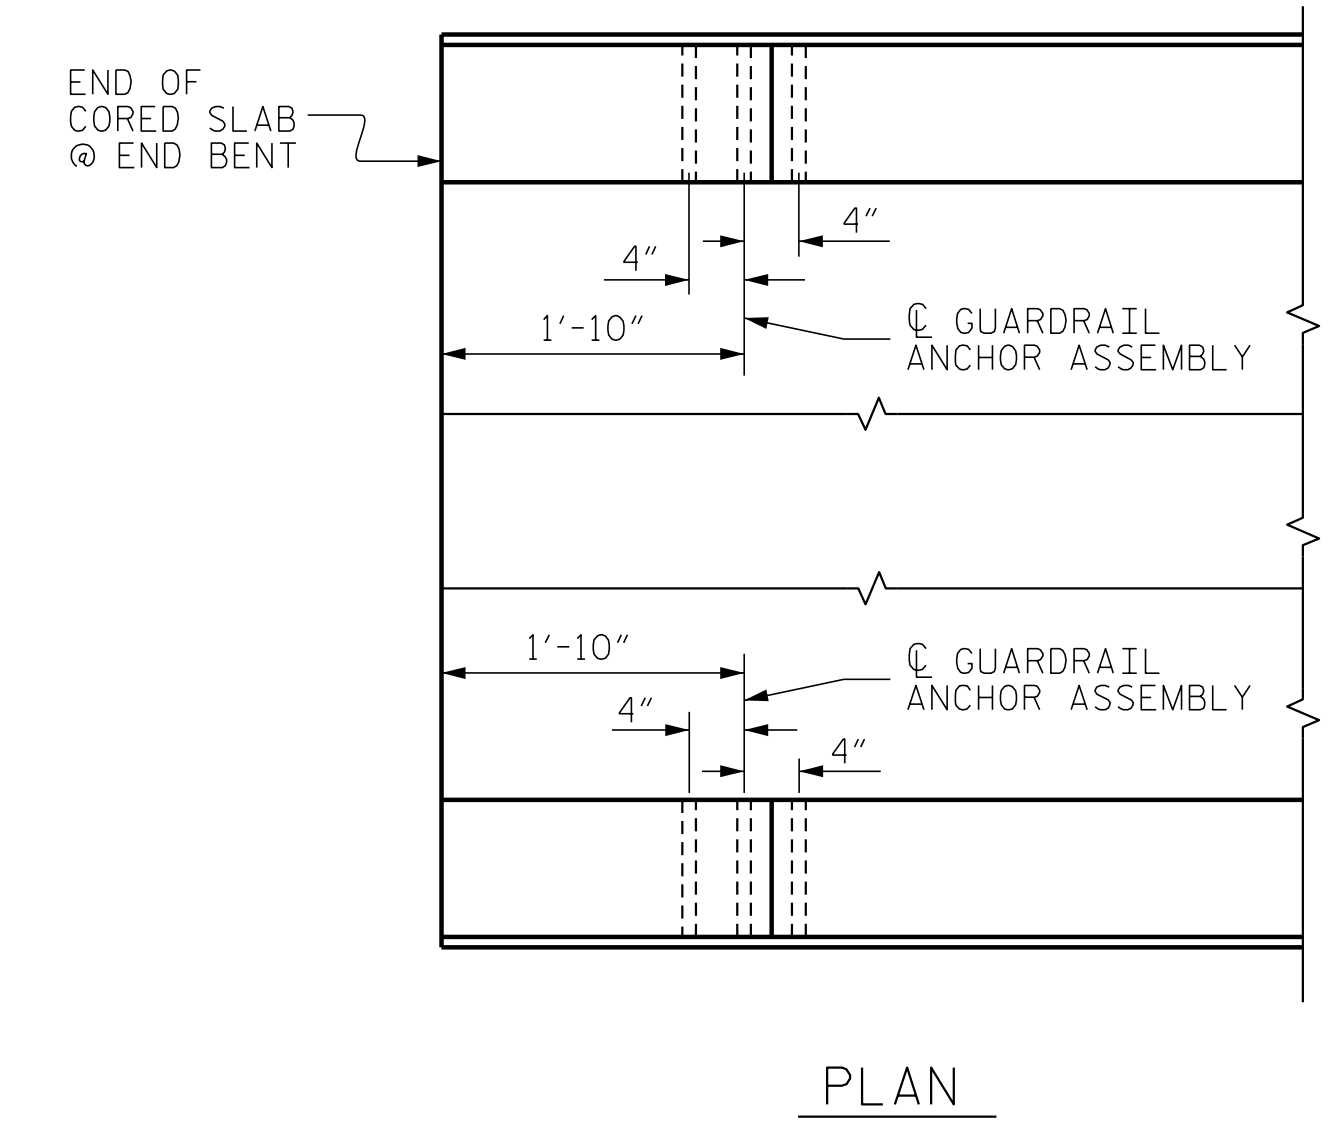 END OF
CORED SLAB
@ END BENT
4"
4"
1'-10"
℄ GUARDRAIL
ANCHOR ASSEMBLY
1'-10"
℄ GUARDRAIL
ANCHOR ASSEMBLY
4"
4"
PLAN